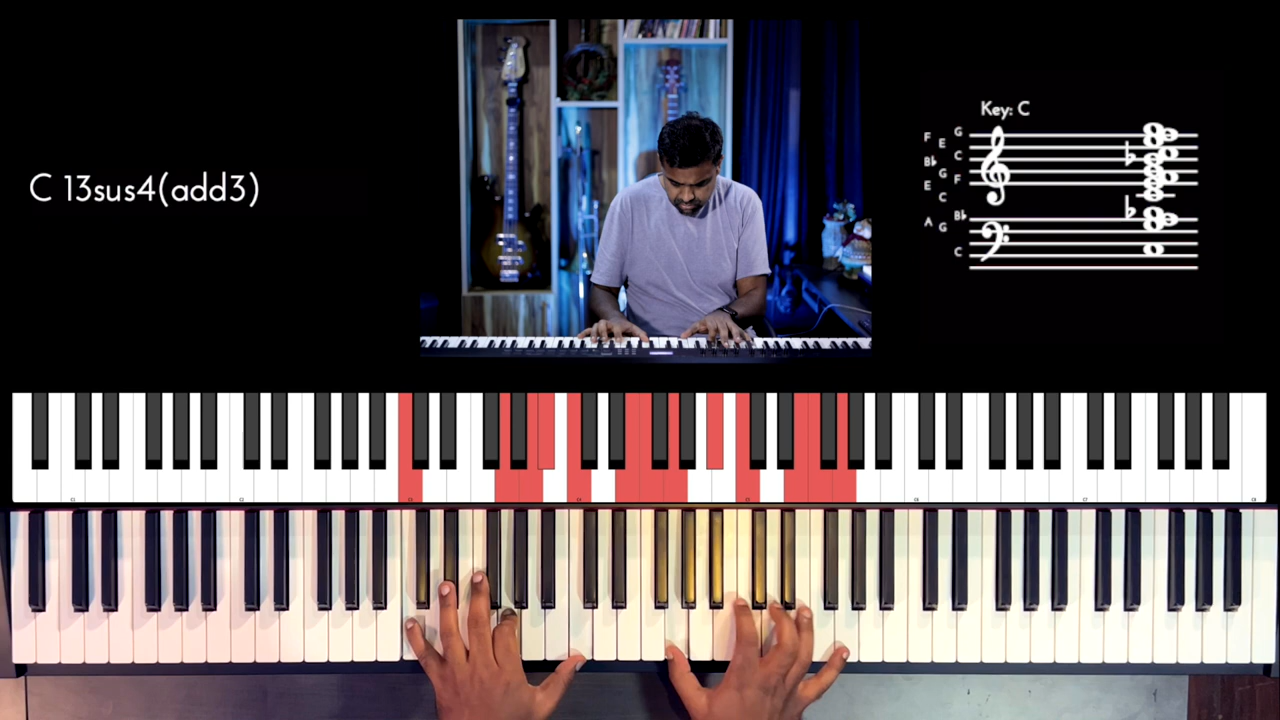 C 13sus4(add3)
Key: C
F E G
B♭ G C
E C F
A G B♭
C